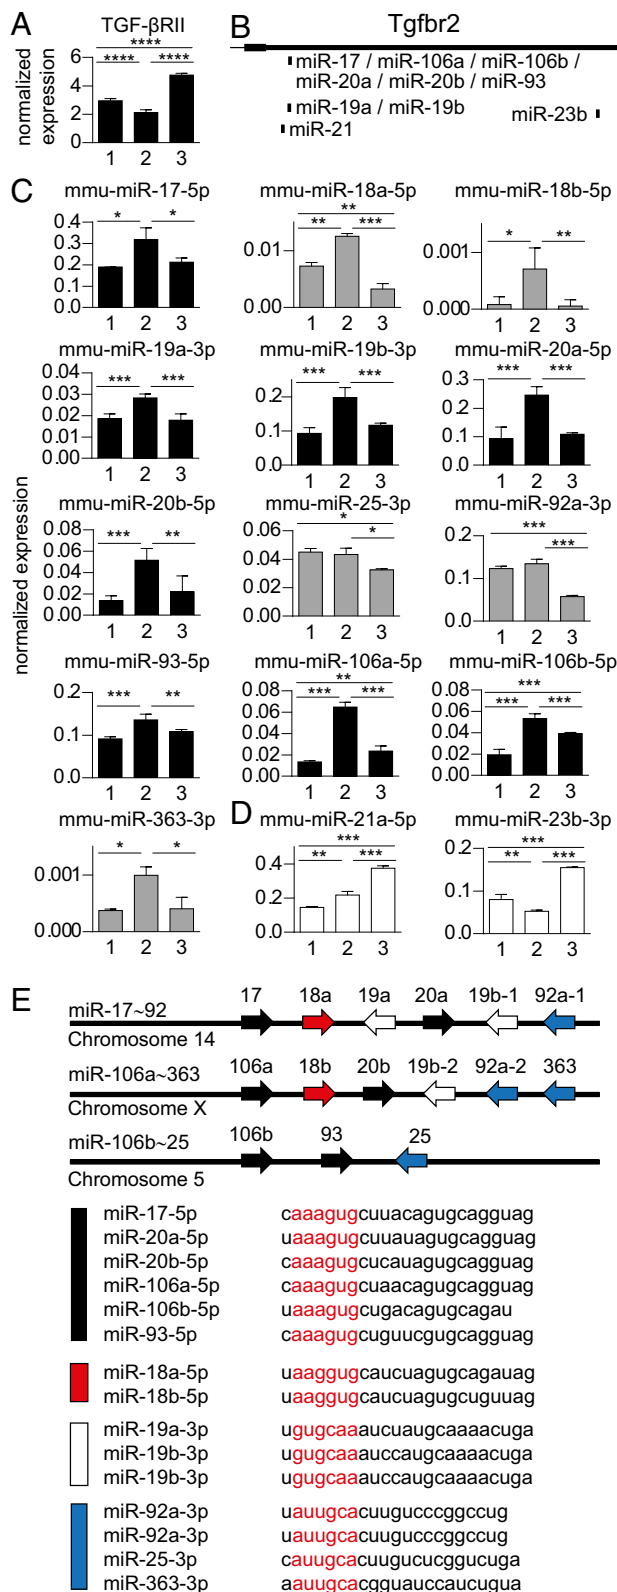 A
TGF-βRII
normalized expression
****
**** ****
6
4
2
0
1 2 3
B
Tgfbr2
miR-17 / miR-106a / miR-106b /
miR-20a / miR-20b / miR-93
miR-19a / miR-19b
miR-23b
miR-21
C
normalized expression
mmu-miR-17-5p
* *
0.4
0.3
0.2
0.1
0.0
1 2 3
mmu-miR-18a-5p
**
** ***
0.01
0.00
1 2 3
mmu-miR-18b-5p
* **
0.001
0.000
1 2 3
mmu-miR-19a-3p
*** ***
0.04
0.03
0.02
0.01
0.00
1 2 3
mmu-miR-19b-3p
*** ***
0.2
0.1
0.0
1 2 3
mmu-miR-20a-5p
*** ***
0.3
0.2
0.1
0.0
1 2 3
mmu-miR-20b-5p
*** **
0.08
0.06
0.04
0.02
0.00
1 2 3
mmu-miR-25-3p
*
*
0.06
0.04
0.02
0.00
1 2 3
mmu-miR-92a-3p
***
***
0.2
0.1
0.0
1 2 3
mmu-miR-93-5p
*** **
0.2
0.1
0.0
1 2 3
mmu-miR-106a-5p
**
*** ***
0.08
0.06
0.04
0.02
0.00
1 2 3
mmu-miR-106b-5p
***
*** ***
0.08
0.06
0.04
0.02
0.00
1 2 3
mmu-miR-363-3p
* *
0.001
0.000
1 2 3
D
mmu-miR-21a-5p
***
** ***
0.4
0.2
0.0
1 2 3
mmu-miR-23b-3p
***
** ***
0.2
0.1
0.0
1 2 3
E
17 18a 19a 20a 19b-1 92a-1
miR-17~92
Chromosome 14
106a 18b 20b 19b-2 92a-2 363
miR-106a~363
Chromosome X
106b 93 25
miR-106b~25
Chromosome 5
miR-17-5p caaagugcuuacagugcagguag
miR-20a-5p uaaagugcuuauagugcagguag
miR-20b-5p caaagugcucauagugcagguag
miR-106a-5p caaagugcuaacagugcagguag
miR-106b-5p uaaagugcugacagugcagau
miR-93-5p caaagugcuguucgugcagguag
miR-18a-5p uaaggugcaucuagugcagauag
miR-18b-5p uaaggugcaucuagugcuguuag
miR-19a-3p ugugcaaaucuaugcaaaacuga
miR-19b-3p ugugcaaauccaugcaaaacuga
miR-19b-3p ugugcaaauccaugcaaaacuga
miR-92a-3p uauugcacuugucccggccug
miR-92a-3p uauugcacuugucccggccug
miR-25-3p cauugcacuugucucggucuga
miR-363-3p aauugcacgguauccaucugua